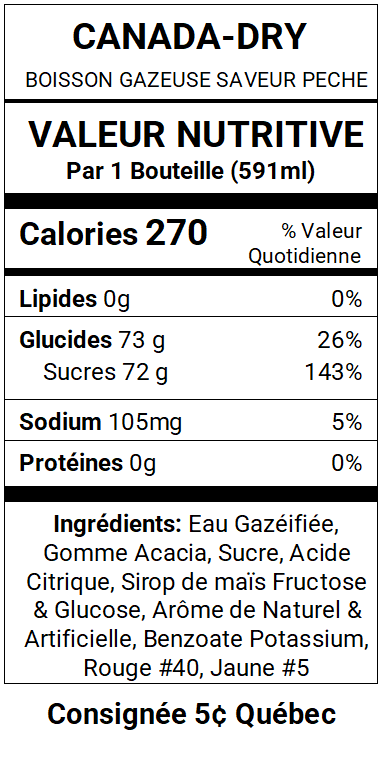 CANADA-DRY
BOISSON GAZEUSE SAVEUR PECHE
VALEUR NUTRITIVE
Par 1 Bouteille (591ml)
Calories 270
% Valeur
Quotidienne
Lipides 0g 0%
Glucides 73 g 26%
Sucres 72 g 143%
Sodium 105mg 5%
Protéines 0g 0%
Ingrédients: Eau Gazéifiée,
Gomme Acacia, Sucre, Acide
Citrique, Sirop de maïs Fructose
& Glucose, Arôme de Naturel &
Artificielle, Benzoate Potassium,
Rouge #40, Jaune #5
Consignée 5¢ Québec